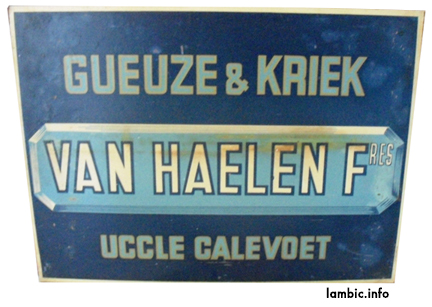 GUEUZE & KRIEK
VAN HAELEN FRES
UCCLE CALEVOET
lambic.info